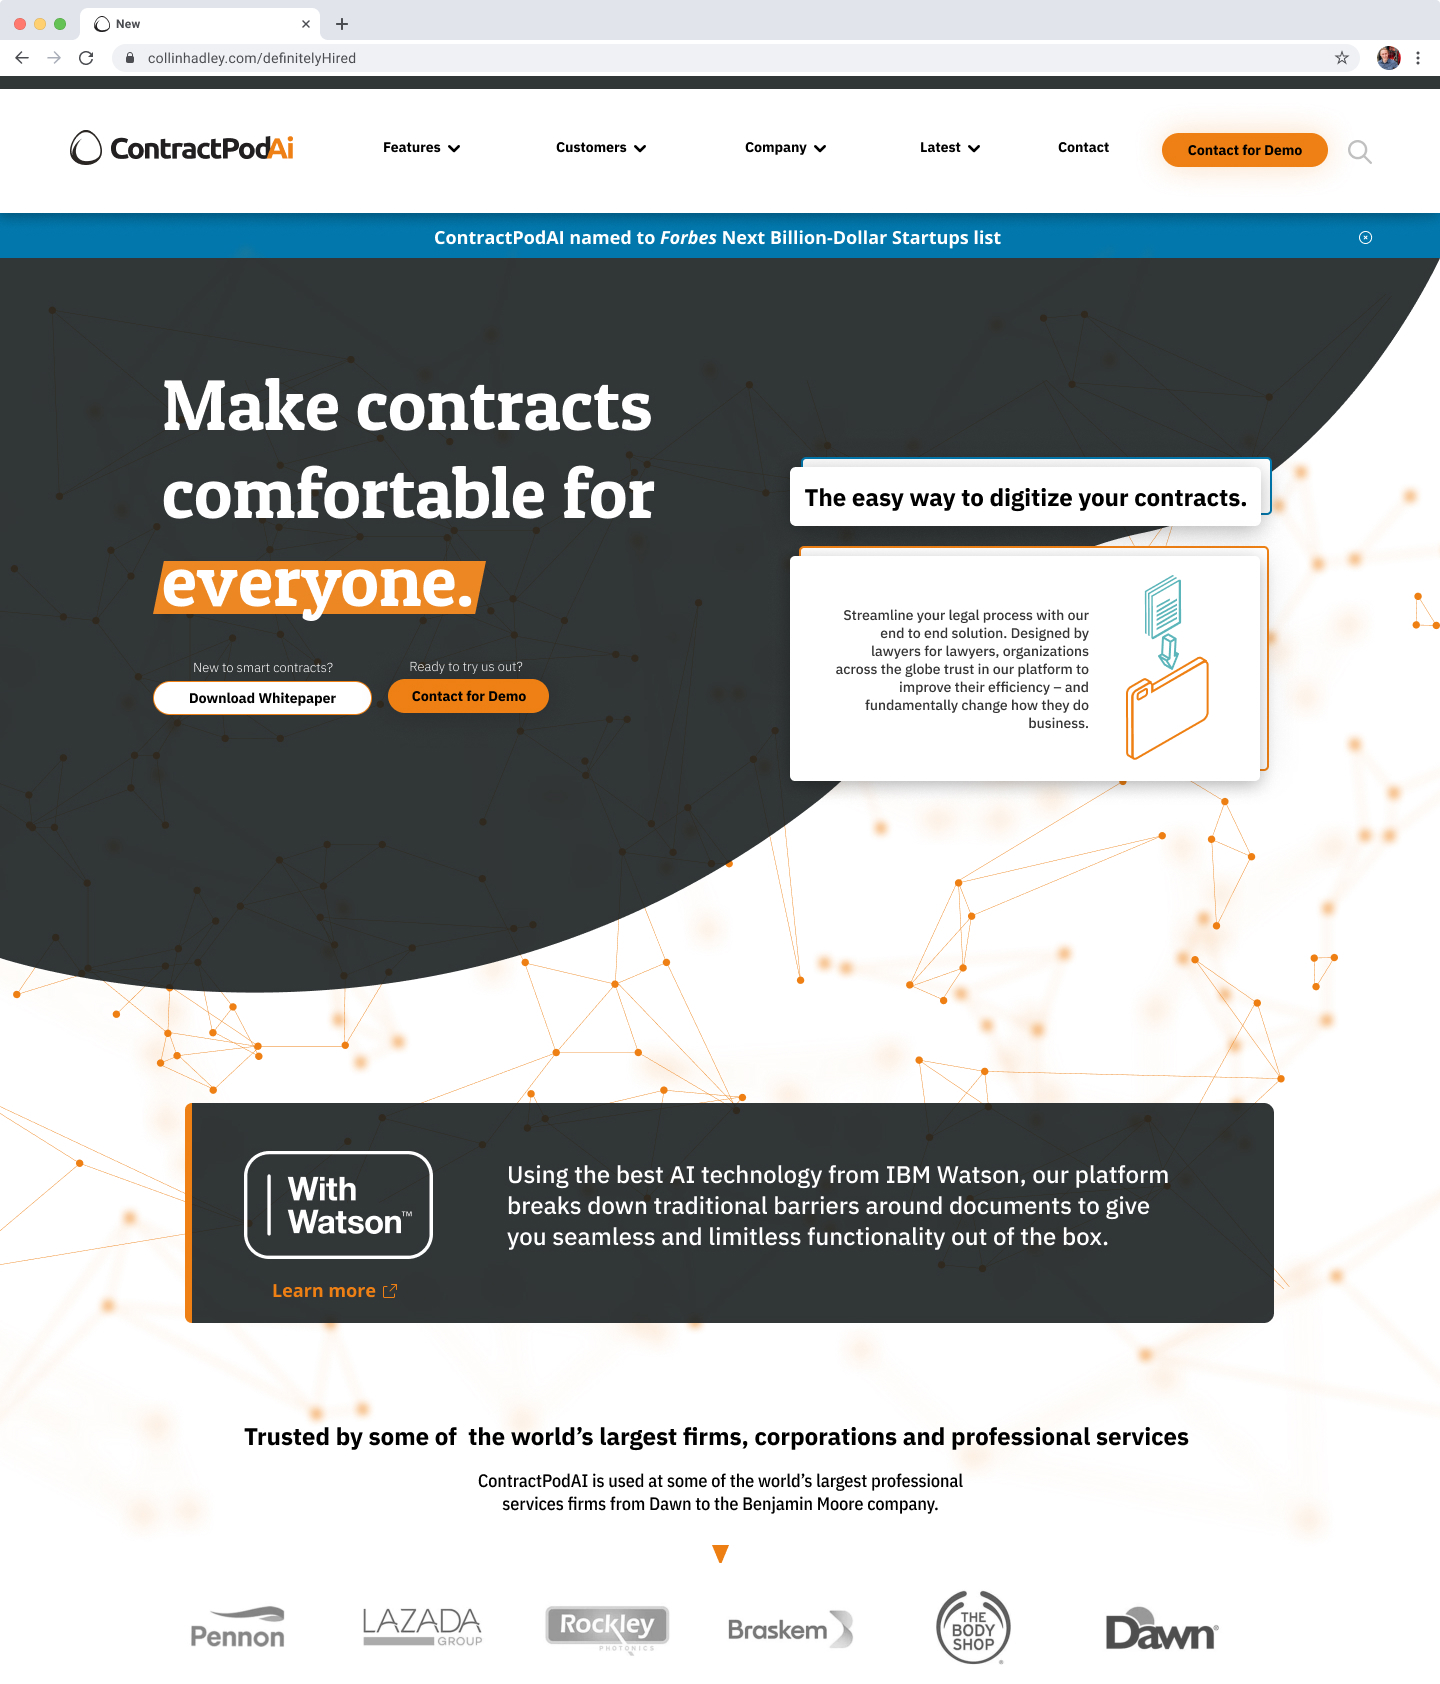 New
collinhadley.com/definitelyHired
ContractPodAi
Features
Customers
Company
Latest
Contact
Contact for Demo
ContractPodAI named to Forbes Next Billion-Dollar Startups list
Make contracts
comfortable for
everyone.
New to smart contracts?
Download Whitepaper
Ready to try us out?
Contact for Demo
The easy way to digitize your contracts.
Streamline your legal process with our
end to end solution. Designed by
lawyers for lawyers, organizations
across the globe trust in our platform to
improve their efficiency – and
fundamentally change how they do
business.
With
Watson™
Learn more
Using the best AI technology from IBM Watson, our platform
breaks down traditional barriers around documents to give
you seamless and limitless functionality out of the box.
Trusted by some of  the world’s largest firms, corporations and professional services
ContractPodAI is used at some of the world’s largest professional
services firms from Dawn to the Benjamin Moore company.
Pennon
LAZADA
GROUP
Rockley
PHOTONICS
Braskem
THE
BODY
SHOP®
Dawn®